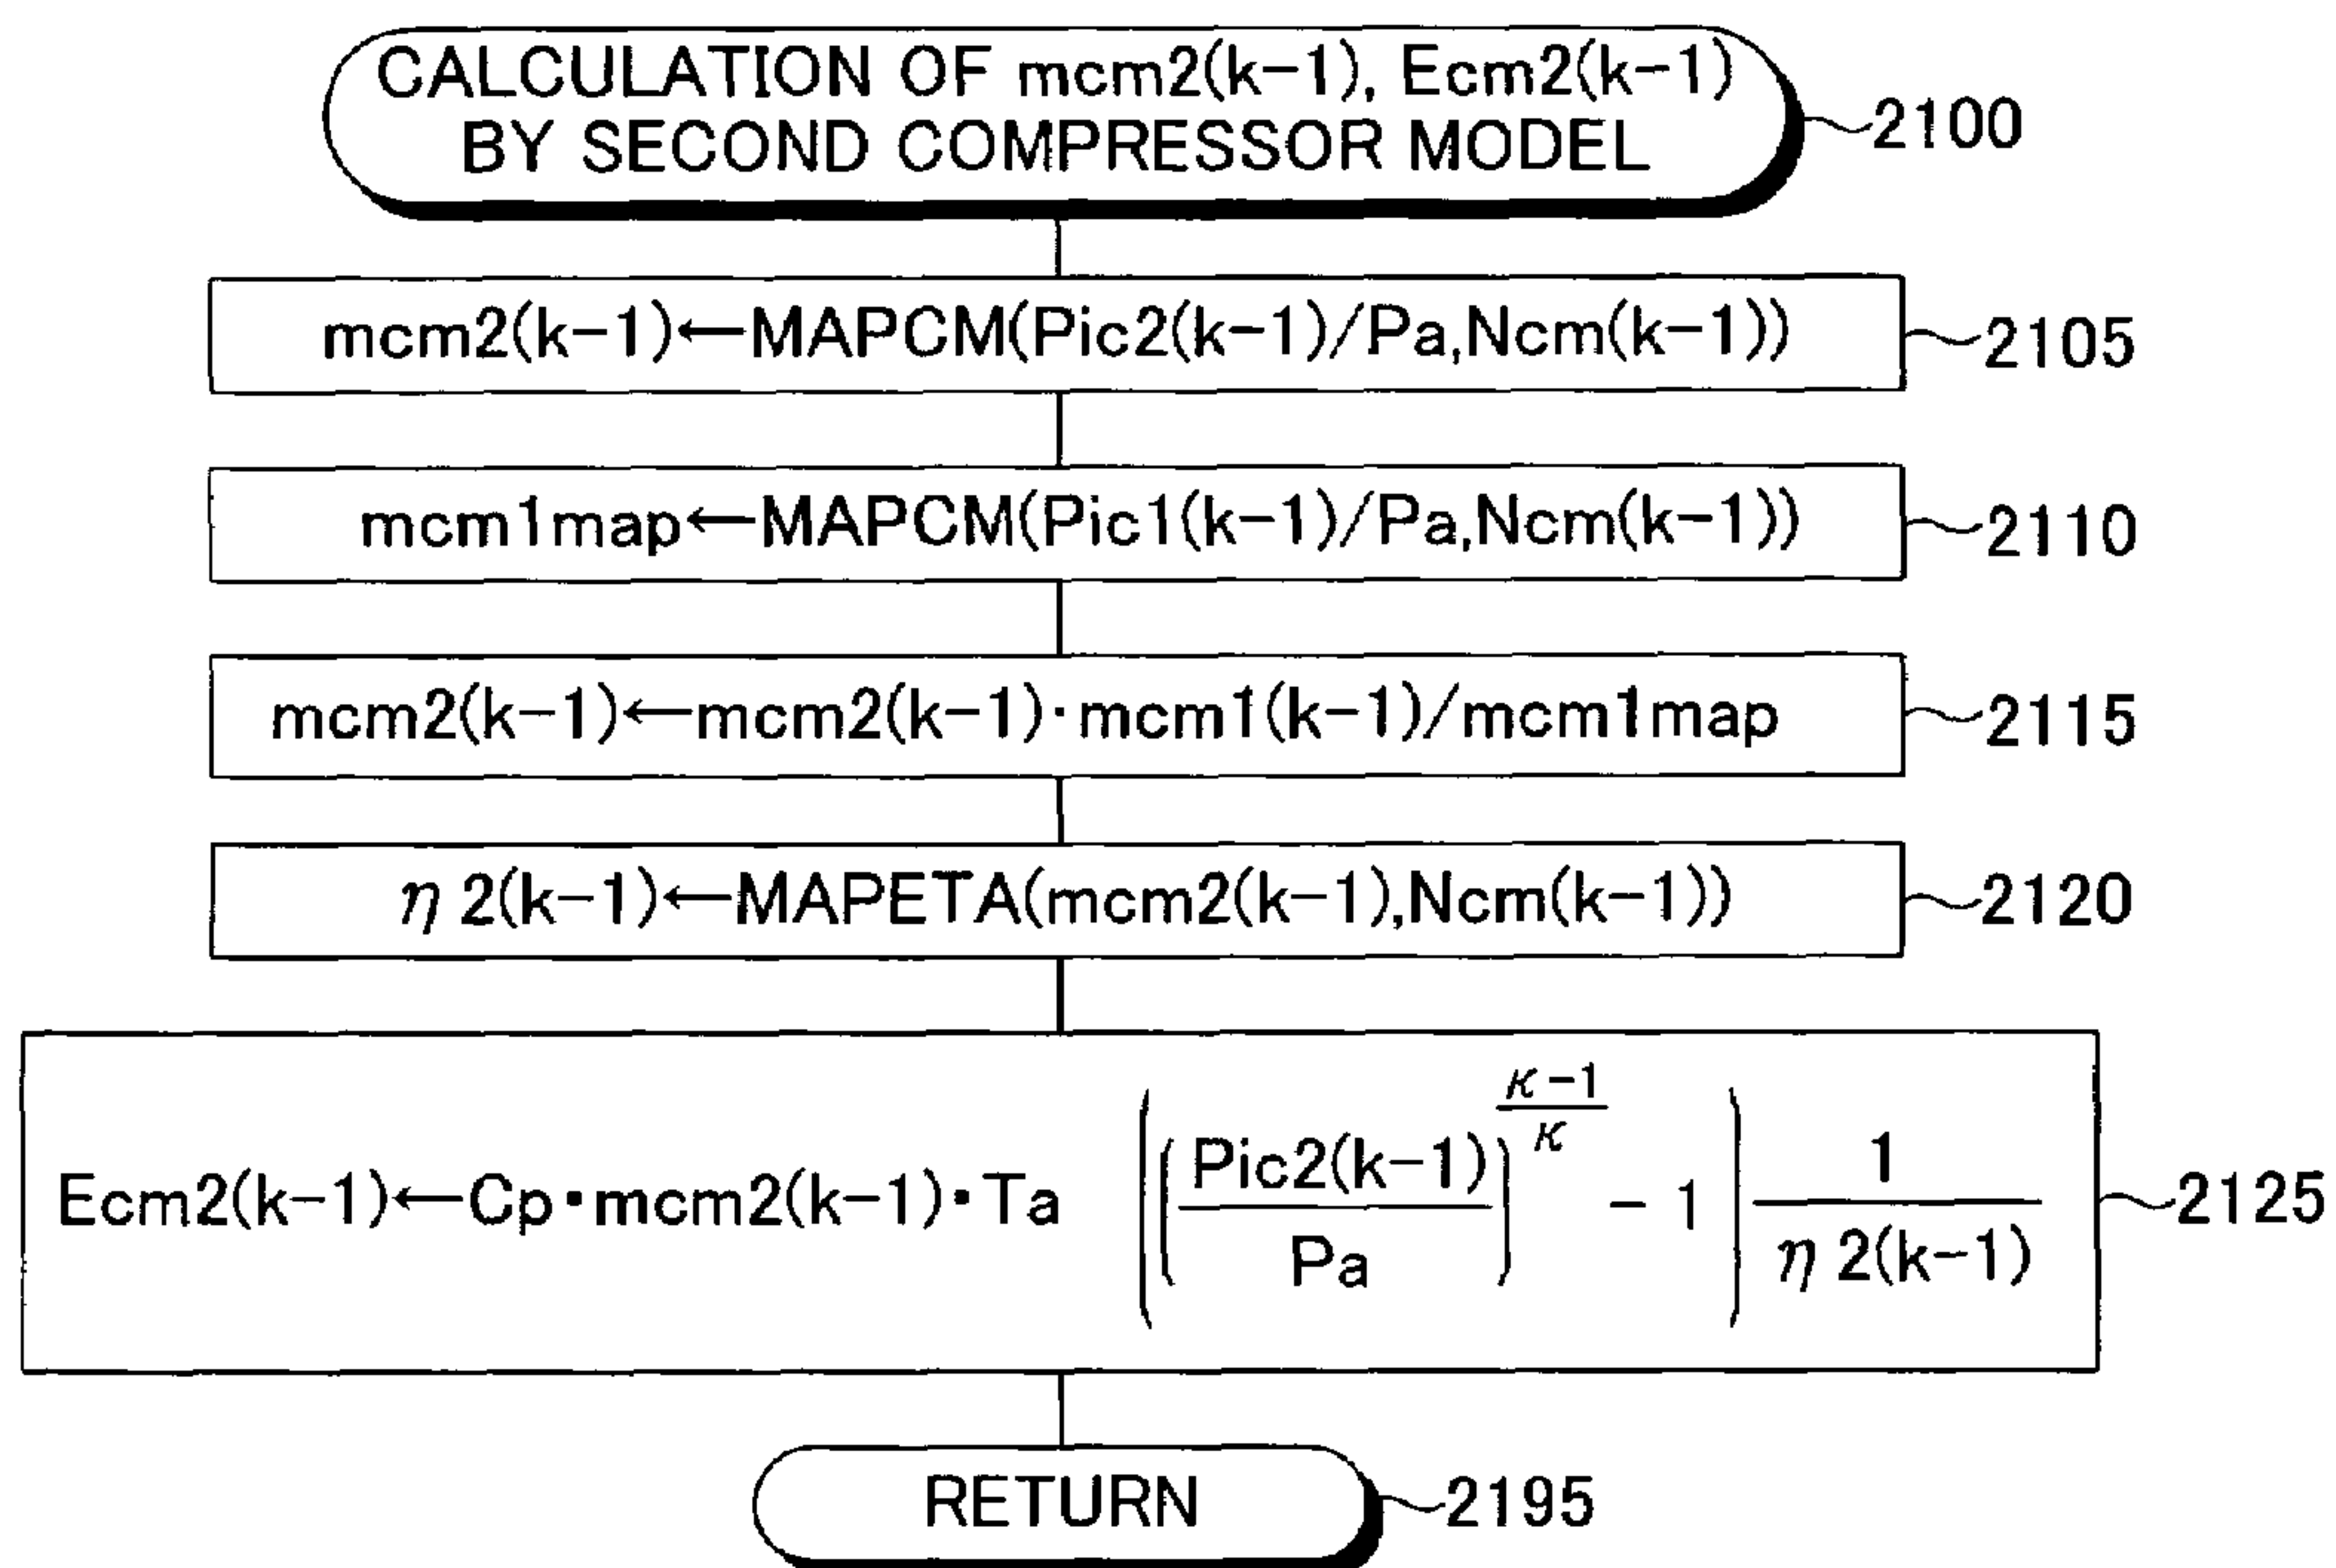 CALCULATION OF mcm2(k-1), Ecm2(k-1)
BY SECOND COMPRESSOR MODEL
2100
mcm2(k-1)←MAPCM(Pic2(k-1)/Pa,Ncm(k-1))
2105
mcm1map←MAPCM(Pic1(k-1)/Pa,Ncm(k-1))
2110
mcm2(k-1)←mcm2(k-1)·mcm1(k-1)/mcm1map
2115
η2(k-1)←MAPETA(mcm2(k-1),Ncm(k-1))
2120
Ecm2(k-1)←Cp·mcm2(k-1)·Ta ((Pic2(k-1)/Pa)^((κ-1)/κ) - 1) 1/η2(k-1)
2125
RETURN
2195